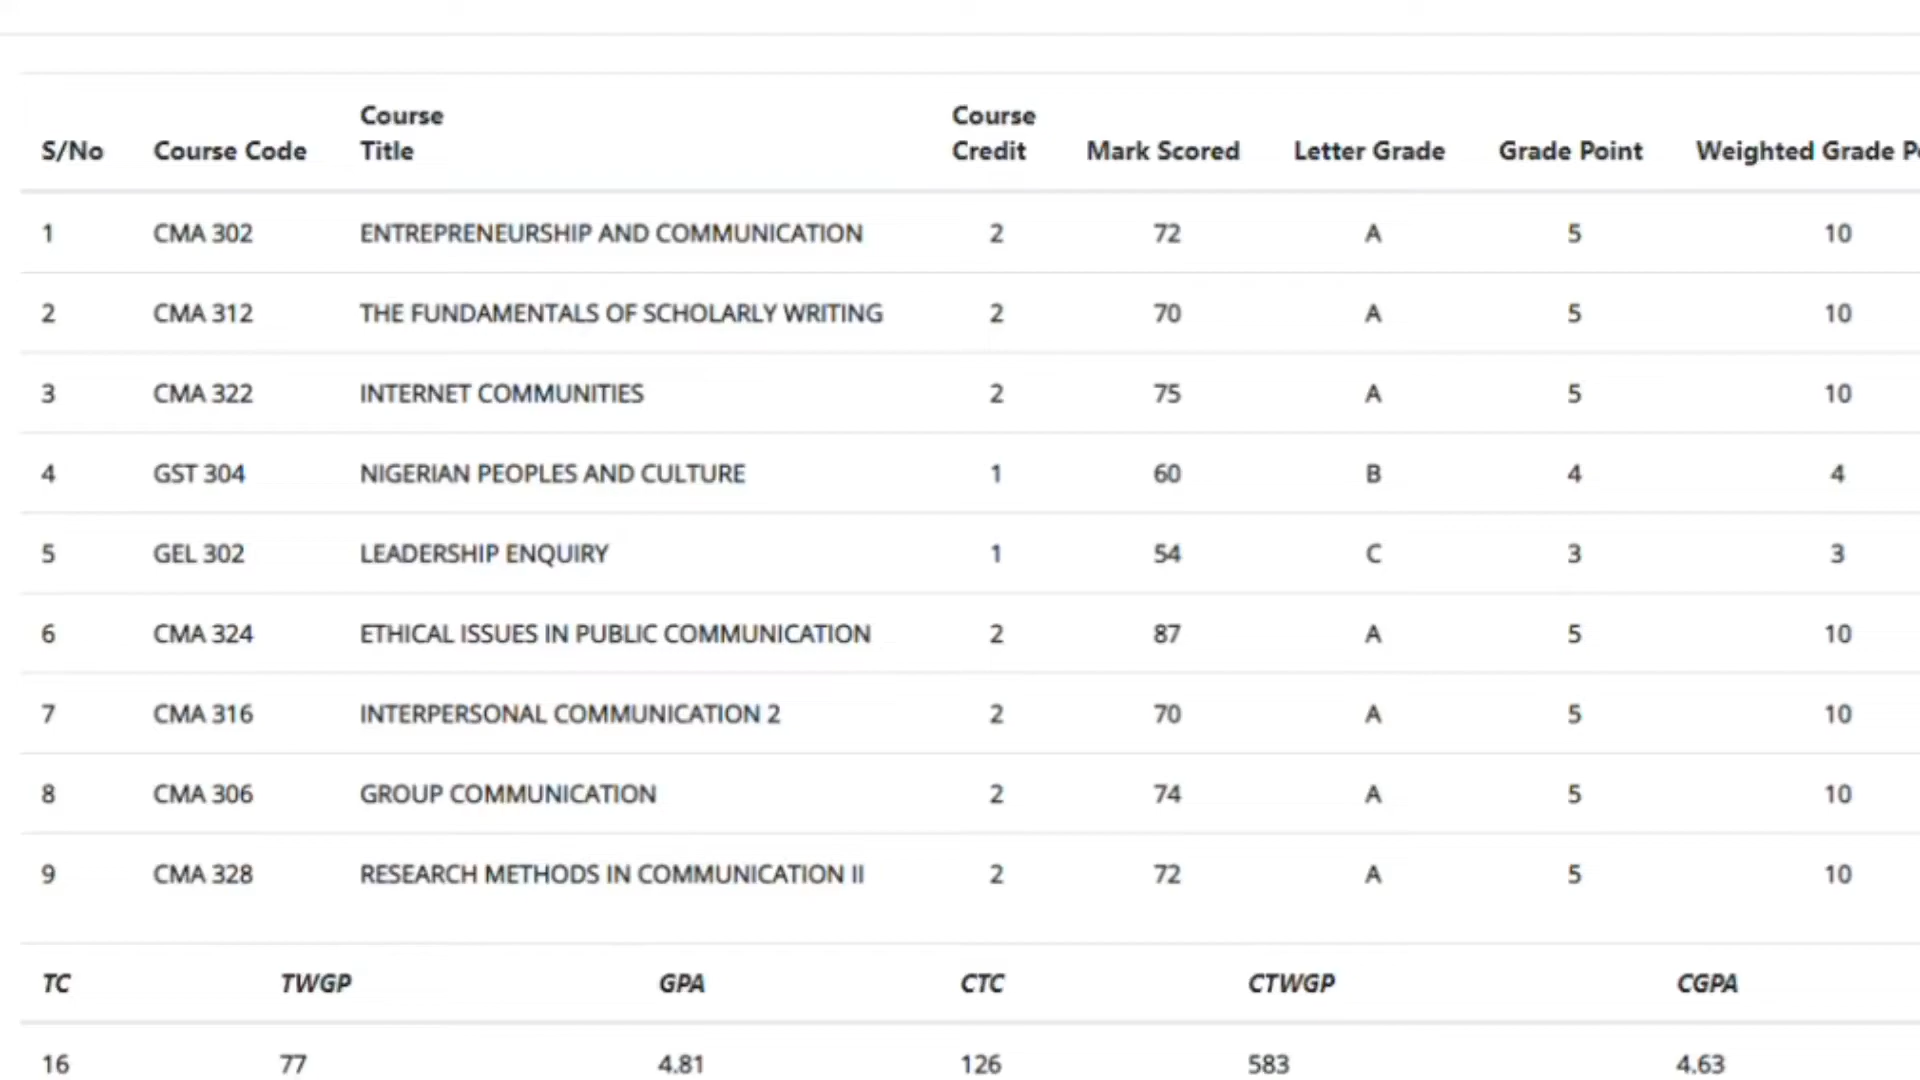 S/No Course Code Course Title Course Credit Mark Scored Letter Grade Grade Point Weighted Grade
1 CMA 302 ENTREPRENEURSHIP AND COMMUNICATION 2 72 A 5 10
2 CMA 312 THE FUNDAMENTALS OF SCHOLARLY WRITING 2 70 A 5 10
3 CMA 322 INTERNET COMMUNITIES 2 75 A 5 10
4 GST 304 NIGERIAN PEOPLES AND CULTURE 1 60 B 4 4
5 GEL 302 LEADERSHIP ENQUIRY 1 54 C 3 3
6 CMA 324 ETHICAL ISSUES IN PUBLIC COMMUNICATION 2 87 A 5 10
7 CMA 316 INTERPERSONAL COMMUNICATION 2 2 70 A 5 10
8 CMA 306 GROUP COMMUNICATION 2 74 A 5 10
9 CMA 328 RESEARCH METHODS IN COMMUNICATION II 2 72 A 5 10
TC TWGP GPA CTC CTWGP CGPA
16 77 4.81 126 583 4.63